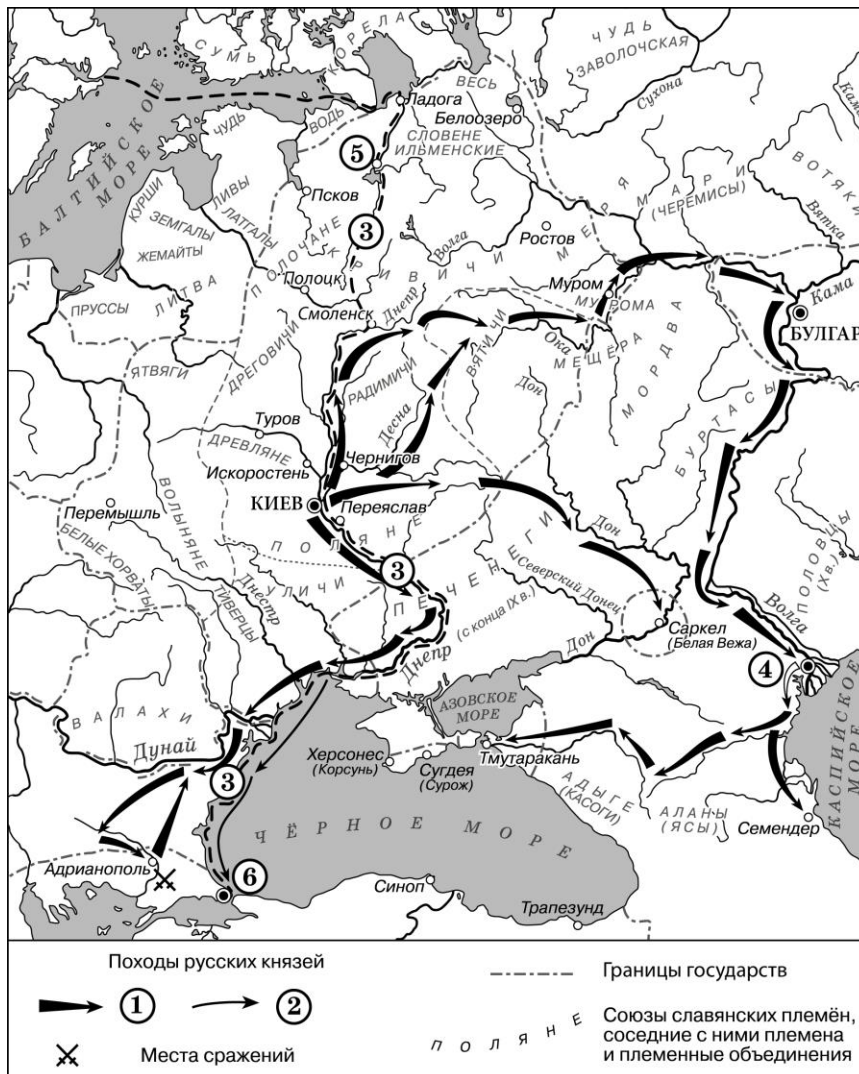 СУМЬ
КОРЕЛА
ЧУДЬ
ЗАВОЛОЧСКАЯ
ВЕСЬ
Сухона
Кама
Ладога
Белоозеро
ЧУДЬ
ВОДЬ
СЛОВЕНЕ
ИЛЬМЕНСКИЕ
5
ВОТЯКИ
БАЛТИЙСКОЕ
МОРЕ
Псков
МАРИ
(ЧЕРЕМИСЫ)
Вятка
КУРШИ
ЛИВЫ
ЗЕМГАЛЫ
ЛАТГАЛЫ
ЖЕМАЙТЫ
3
Волга
Ростов
МЕРЯ
ПОЛОЧАНЕ
КРИВИЧИ
Полоцк
Муром
МУРОМА
Кама
ПРУССЫ
ЛИТВА
Смоленск
Днепр
БУЛГАР
ЯТВЯГИ
ДРЕГОВИЧИ
РАДИМИЧИ
ВЯТИЧИ
Ока
МЕЩЁРА
МОРДВА
Дон
БУРТАСЫ
Десна
Туров
ДРЕВЛЯНЕ
Искоростень
Чернигов
КИЕВ
Переяслав
Перемышль
ВОЛЫНЯНЕ
ПОЛЯНЕ
Дон
БЕЛЫЕ ХОРВАТЫ
3
ПЕЧЕНЕГИ
(с конца IX в.)
УЛИЧИ
Днестр
ТИВЕРЦЫ
Северский Донец
ПОЛОВЦЫ
(X в.)
Волга
Саркел
(Белая Вежа)
Днепр
Дон
4
АЗОВСКОЕ
МОРЕ
ВАЛАХИ
Дунай
Херсонес
(Корсунь)
Сугдея
(Сурож)
Тмутаракань
3
АДЫГЕ
(КАСОГИ)
АЛАНЫ
(ЯСЫ)
Семендер
КАСПИЙСКОЕ
МОРЕ
ЧЁРНОЕ МОРЕ
Адрианополь
6
Синоп
Трапезунд
Походы русских князей
1
2
Места сражений
Границы государств
ПОЛЯНЕ
Союзы славянских племён,
соседние с ними племена
и племенные объединения